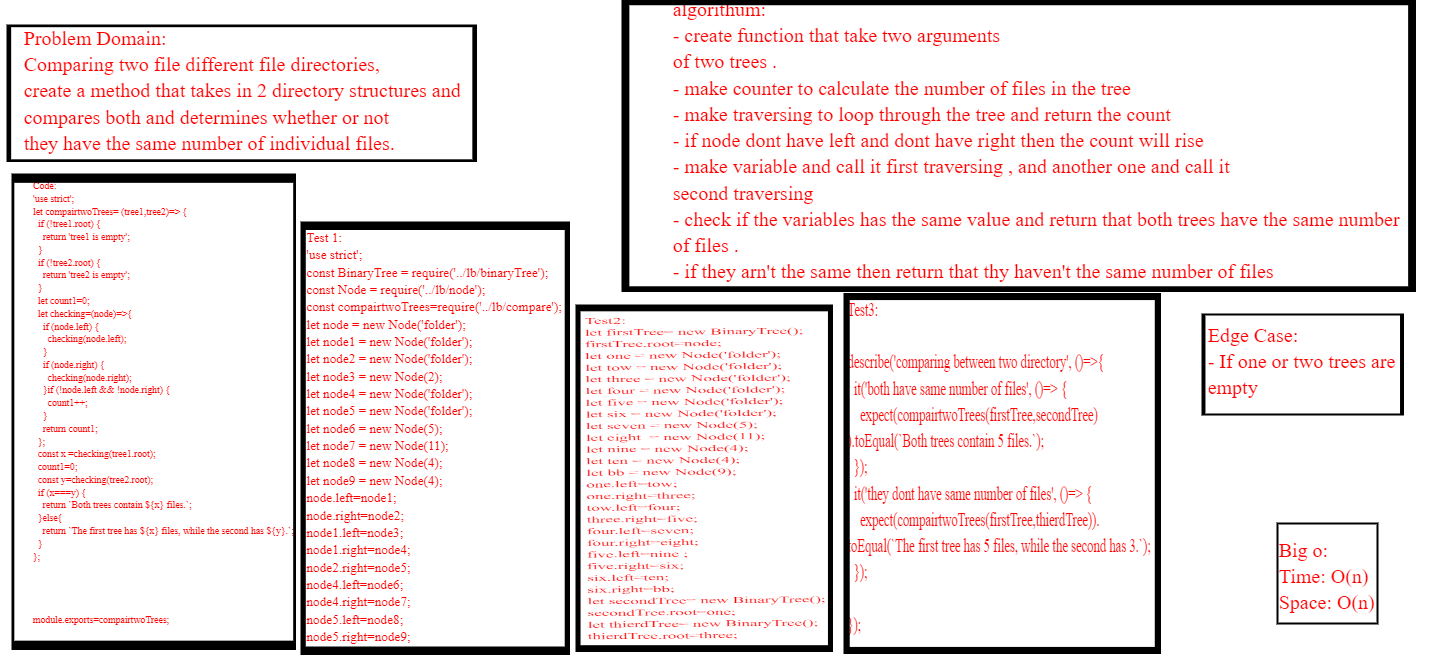 Problem Domain:
Comparing two file different file directories,
create a method that takes in 2 directory structures and
compares both and determines whether or not
they have the same number of individual files.
algorithum:
- create function that take two arguments
of two trees .
- make counter to calculate the number of files in the tree
- make traversing to loop through the tree and return the count
- if node dont have left and dont have right then the count will rise
- make variable and call it first traversing , and another one and call it
second traversing
- check if the variables has the same value and return that both trees have the same number
of files .
- if they arn't the same then return that thy haven't the same number of files
Code:
'use strict';
let compairtwoTrees= (tree1,tree2)=> {
if (!tree1.root) {
return 'tree1 is empty';
}
if (!tree2.root) {
return 'tree2 is empty';
}
let count1=0;
let checking=(node)=>{
if (node.left) {
checking(node.left);
}
if (node.right) {
checking(node.right);
}if (!node.left && !node.right) {
count1++;
}
return count1;
};
const x =checking(tree1.root);
count1=0;
const y=checking(tree2.root);
if (x===y) {
return `Both trees contain ${x} files.`;
}else{
return `The first tree has ${x} files, while the second has ${y}.`;
}
};
module.exports=compairtwoTrees;
Test 1:
'use strict';
const BinaryTree = require('../lb/binaryTree');
const Node = require('../lb/node');
const compairtwoTrees=require('../lb/compare');
let node = new Node('folder');
let node1 = new Node('folder');
let node2 = new Node('folder');
let node3 = new Node(2);
let node4 = new Node('folder');
let node5 = new Node('folder');
let node6 = new Node(5);
let node7 = new Node(11);
let node8 = new Node(4);
let node9 = new Node(4);
node.left=node1;
node.right=node2;
node1.left=node3;
node1.right=node4;
node2.right=node5;
node4.left=node6;
node4.right=node7;
node5.left=node8;
node5.right=node9;
Test2:
let firstTree= new BinaryTree();
firstTree.root=node;
let one = new Node('folder');
let tow = new Node('folder');
let three = new Node('folder');
let four = new Node('folder');
let five = new Node('folder');
let six = new Node('folder');
let seven = new Node(5);
let eight  = new Node(11);
let nine = new Node(4);
let ten = new Node(4);
let bb = new Node(9);
one.left=tow;
one.right=three;
tow.left=four;
three.right=five;
four.left=seven;
four.right=eight;
five.left=nine ;
five.right=six;
six.left=ten;
six.right=bb;
let secondTree= new BinaryTree();
secondTree.root=one;
let thierdTree= new BinaryTree();
thierdTree.root=three;
Test3:
describe('comparing between two directory', ()=>{
it('both have same number of files', ()=> {
expect(compairtwoTrees(firstTree,secondTree)
).toEqual(`Both trees contain 5 files.`);
});
it('they dont have same number of files', ()=> {
expect(compairtwoTrees(firstTree,thierdTree)).
toEqual(`The first tree has 5 files, while the second has 3.`);
});
});
Edge Case:
- If one or two trees are
empty
Big o:
Time: O(n)
Space: O(n)